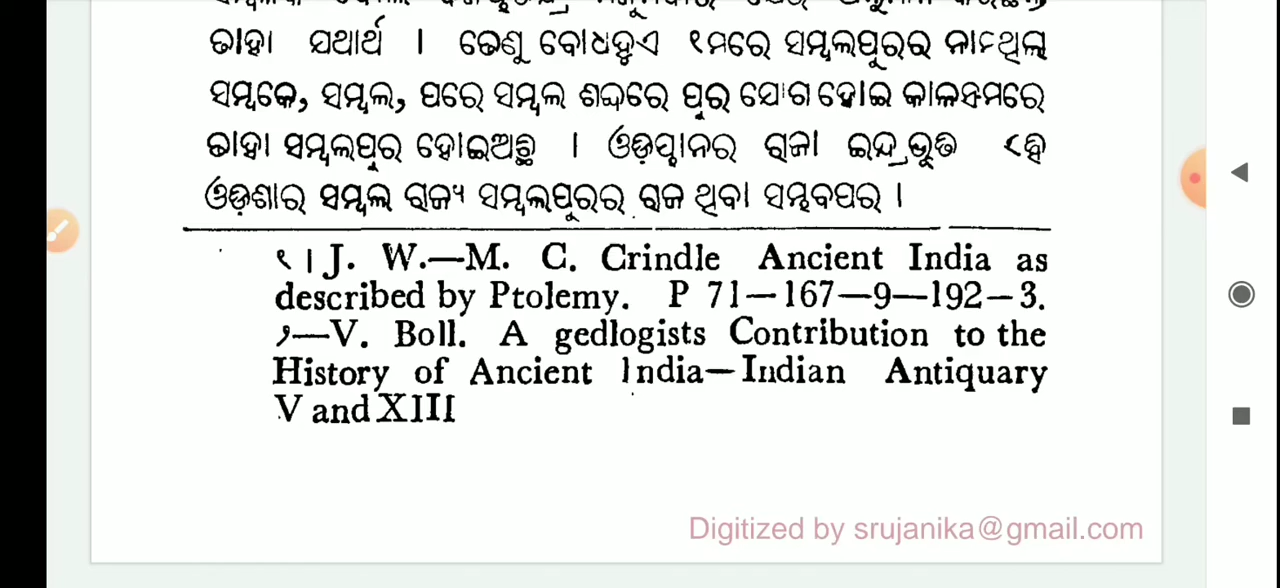 ତାହା ଯଥାର୍ଥ । ତେଣୁ ବୋଧହୁଏ ୧ମରେ ସମ୍ବଲପୁରର ନାମଥିଲା
ସମ୍ବକେ, ସମ୍ବଲ, ପରେ ସମ୍ବଲ ଶବ୍ଦରେ ପୁର ଯୋଗ ହୋଇ କାଳକ୍ରମରେ
ତାହା ସମ୍ବଲପୁର ହୋଇଅଛି । ଓଡ଼ିସ୍ଥାନର ରାଜା ଇନ୍ଦ୍ରଭୂତି ଏହି
ଓଡ଼ିଶାର ସମ୍ବଲ ରାଜ୍ୟ ସମ୍ବଲପୁରର ରାଜା ଥିବା ସମ୍ଭବପର ।
୧ । J. W.—M. C. Crindle Ancient India as
described by Ptolemy. P 71—167—9—192—3.
୨—V. Boll. A gedlogists Contribution to the
History of Ancient India—Indian Antiquary
V and XIII
Digitized by srujanika@gmail.com